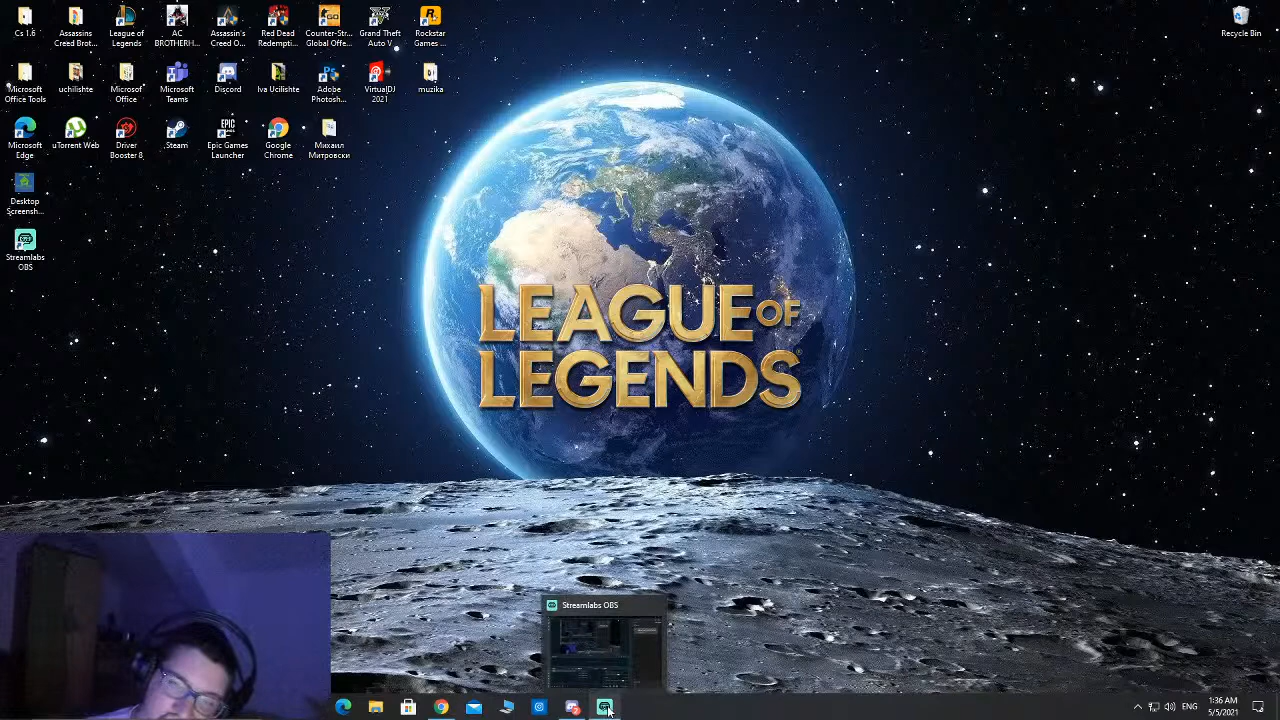 Cs 1.6
Assassins
Creed Brot...
League of
Legends
AC
BROTHERH...
Assassin's
Creed O...
Red Dead
Redempti...
Counter-Str...
Global Offe...
Grand Theft
Auto V
Rockstar
Games ...
Recycle Bin
Microsoft
Office Tools
uchilishte
Microsof
Office
Microsoft
Teams
Discord
Iva Ucilishte
Adobe
Photosh...
VirtualDJ
2021
muzika
Microsoft
Edge
uTorrent Web
Driver
Booster 8
Steam
Epic Games
Launcher
Google
Chrome
Михаил
Митровски
Desktop
Screensh...
Streamlabs
OBS
LEAGUE OF
LEGENDS
Streamlabs OBS
ENG
1:36 AM
5/5/2021